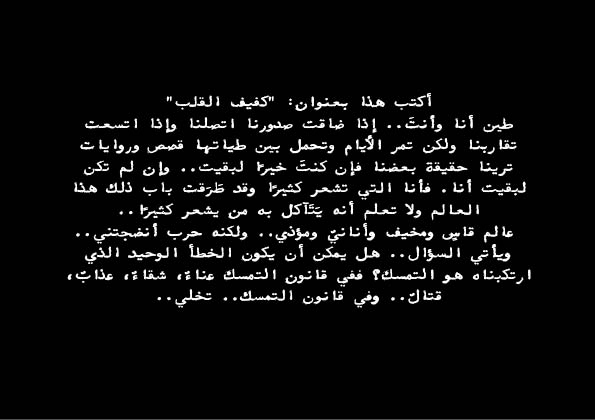 أكتب هذا بعنوان: "كفيف القلب"
طين أنا وأنتَ.. إذا ضاقت صدورنا اتصلنا وإذا اتسعت
تقاربنا ولكن تمر الأيام وتحمل بين طياتها قصص وروايات
ترينا حقيقة بعضنا فإن كنتَ خيرًا لبقيت.. وإن لم تكن
لبقيت أنا. فأنا التي تشعر كثيرًا وقد طَرَقت باب ذلك هذا
العالم ولا تعلم أنه يَتَآكل به من يشعر كثيرًا..
عالم قاسٍ ومخيف وأنانيّ ومؤذي.. ولكنه حرب أنضجتني..
ويأتي السؤال.. هل يمكن أن يكون الخطأ الوحيد الذي
ارتكبناه هو التمسك؟ ففي قانون التمسك عناءً، شقاءً، عذابٌ،
قتالٌ.. وفي قانون التمسك.. تخلي..